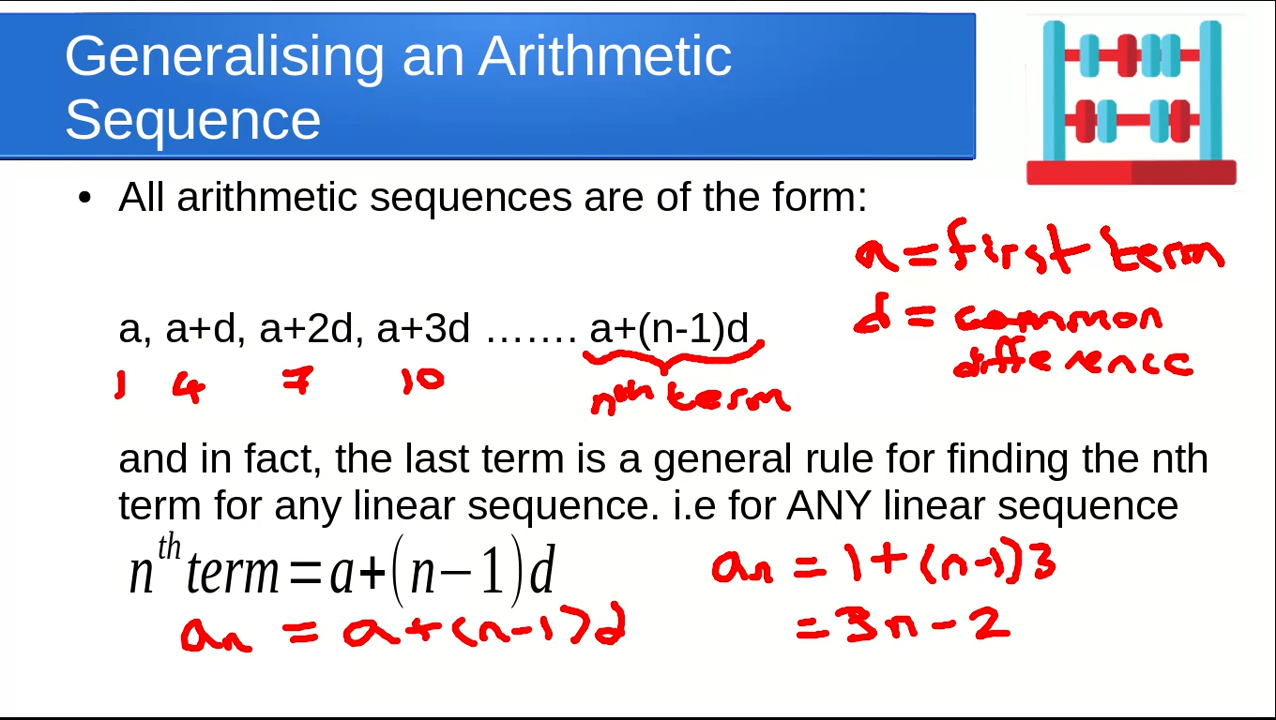 Generalising an Arithmetic
Sequence
• All arithmetic sequences are of the form:
a = first term
d = common
difference
a, a+d, a+2d, a+3d ……. a+(n-1)d
1 4 7 10 nth term
and in fact, the last term is a general rule for finding the nth
term for any linear sequence. i.e for ANY linear sequence
n^th term=a+(n−1)d
an = a+(n-1)d
an = 1+(n-1)3
= 3n-2